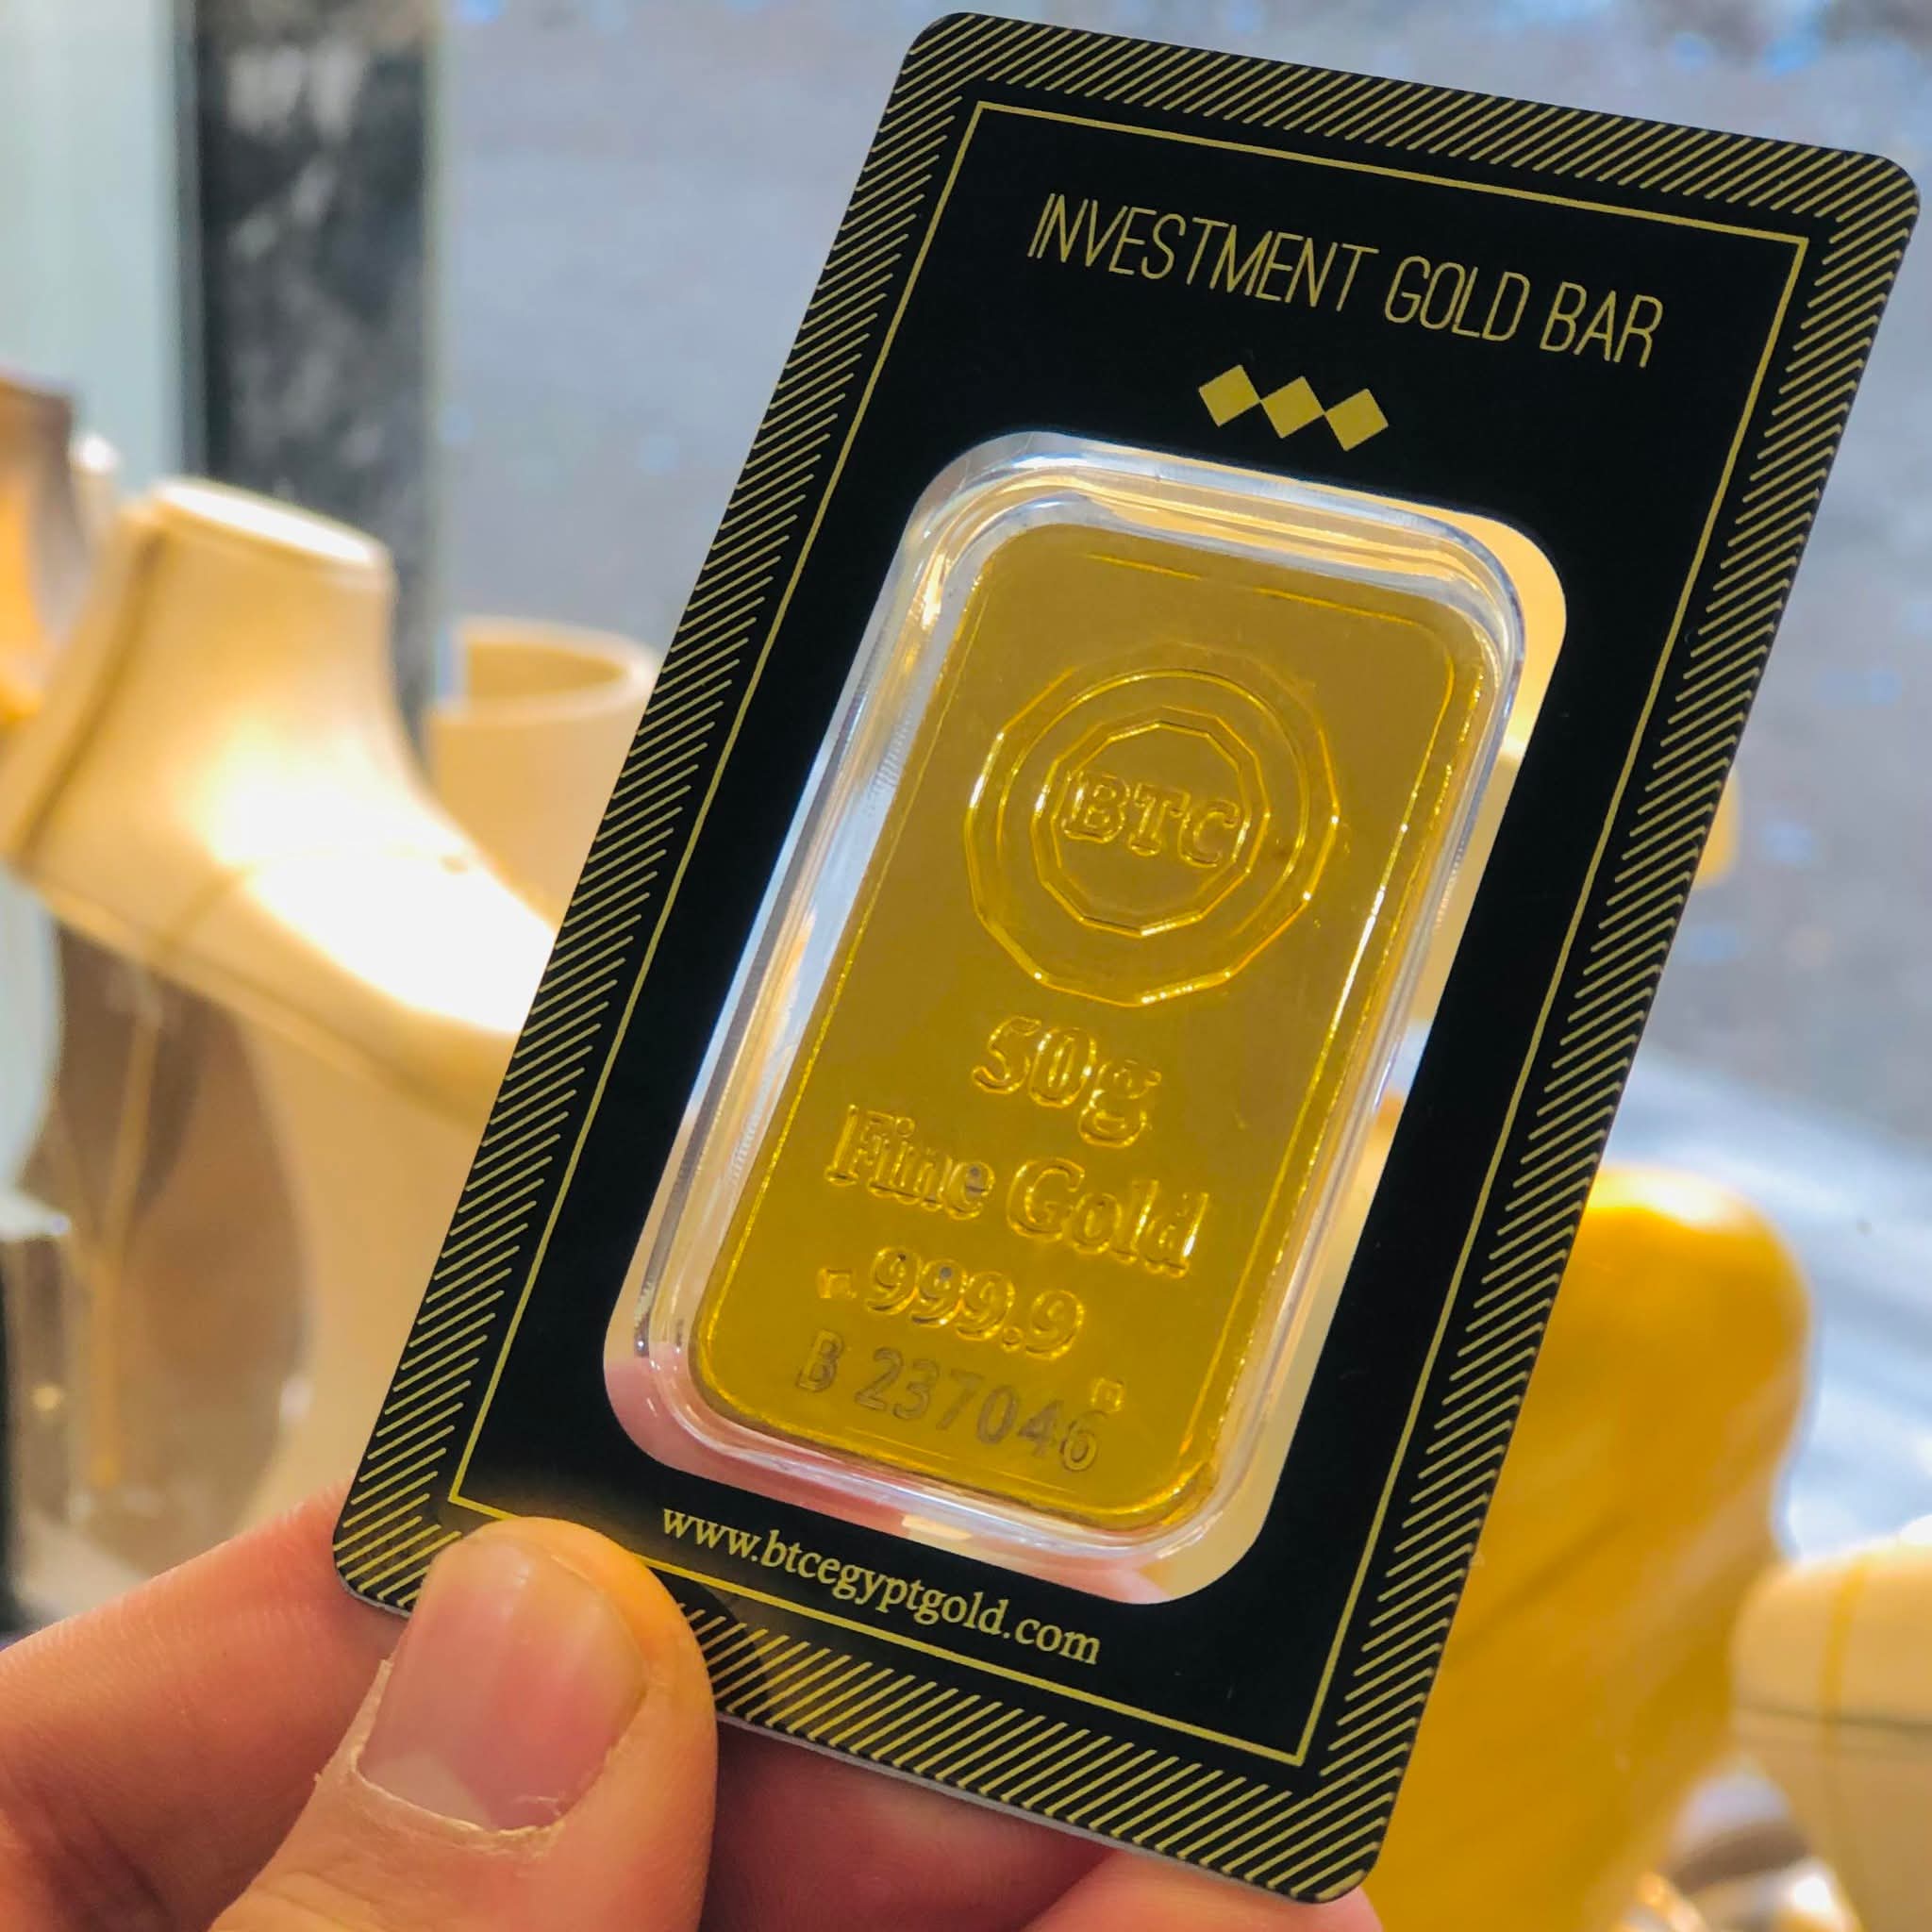 INVESTMENT GOLD BAR
BTC
50g
Fine Gold
999.9
B 237046
www.btcegyptgold.com